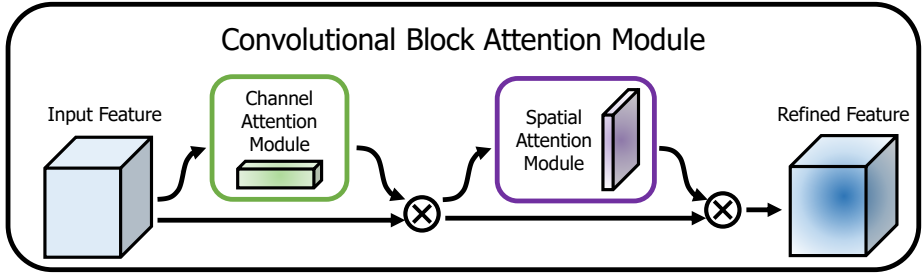 Convolutional Block Attention Module
Input Feature
Channel
Attention
Module
Spatial
Attention
Module
Refined Feature